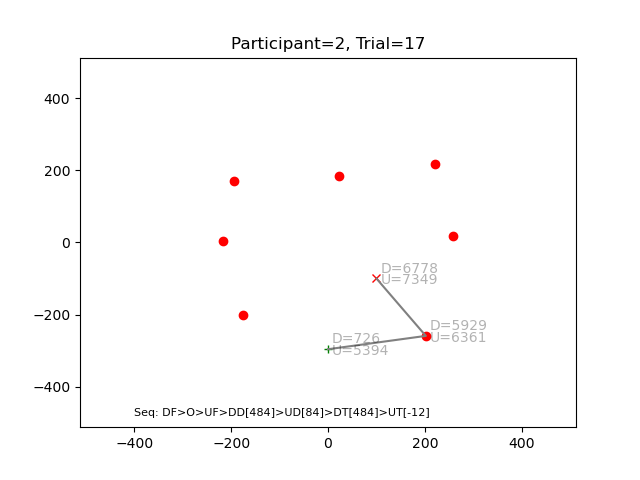 Participant=2, Trial=17
400
200
0
−200
−400
D=6778
U=7349
D=5929
U=6361
D=726
U=5394
Seq: DF>O>UF>DD[484]>UD[84]>DT[484]>UT[-12]
−400 −200 0 200 400